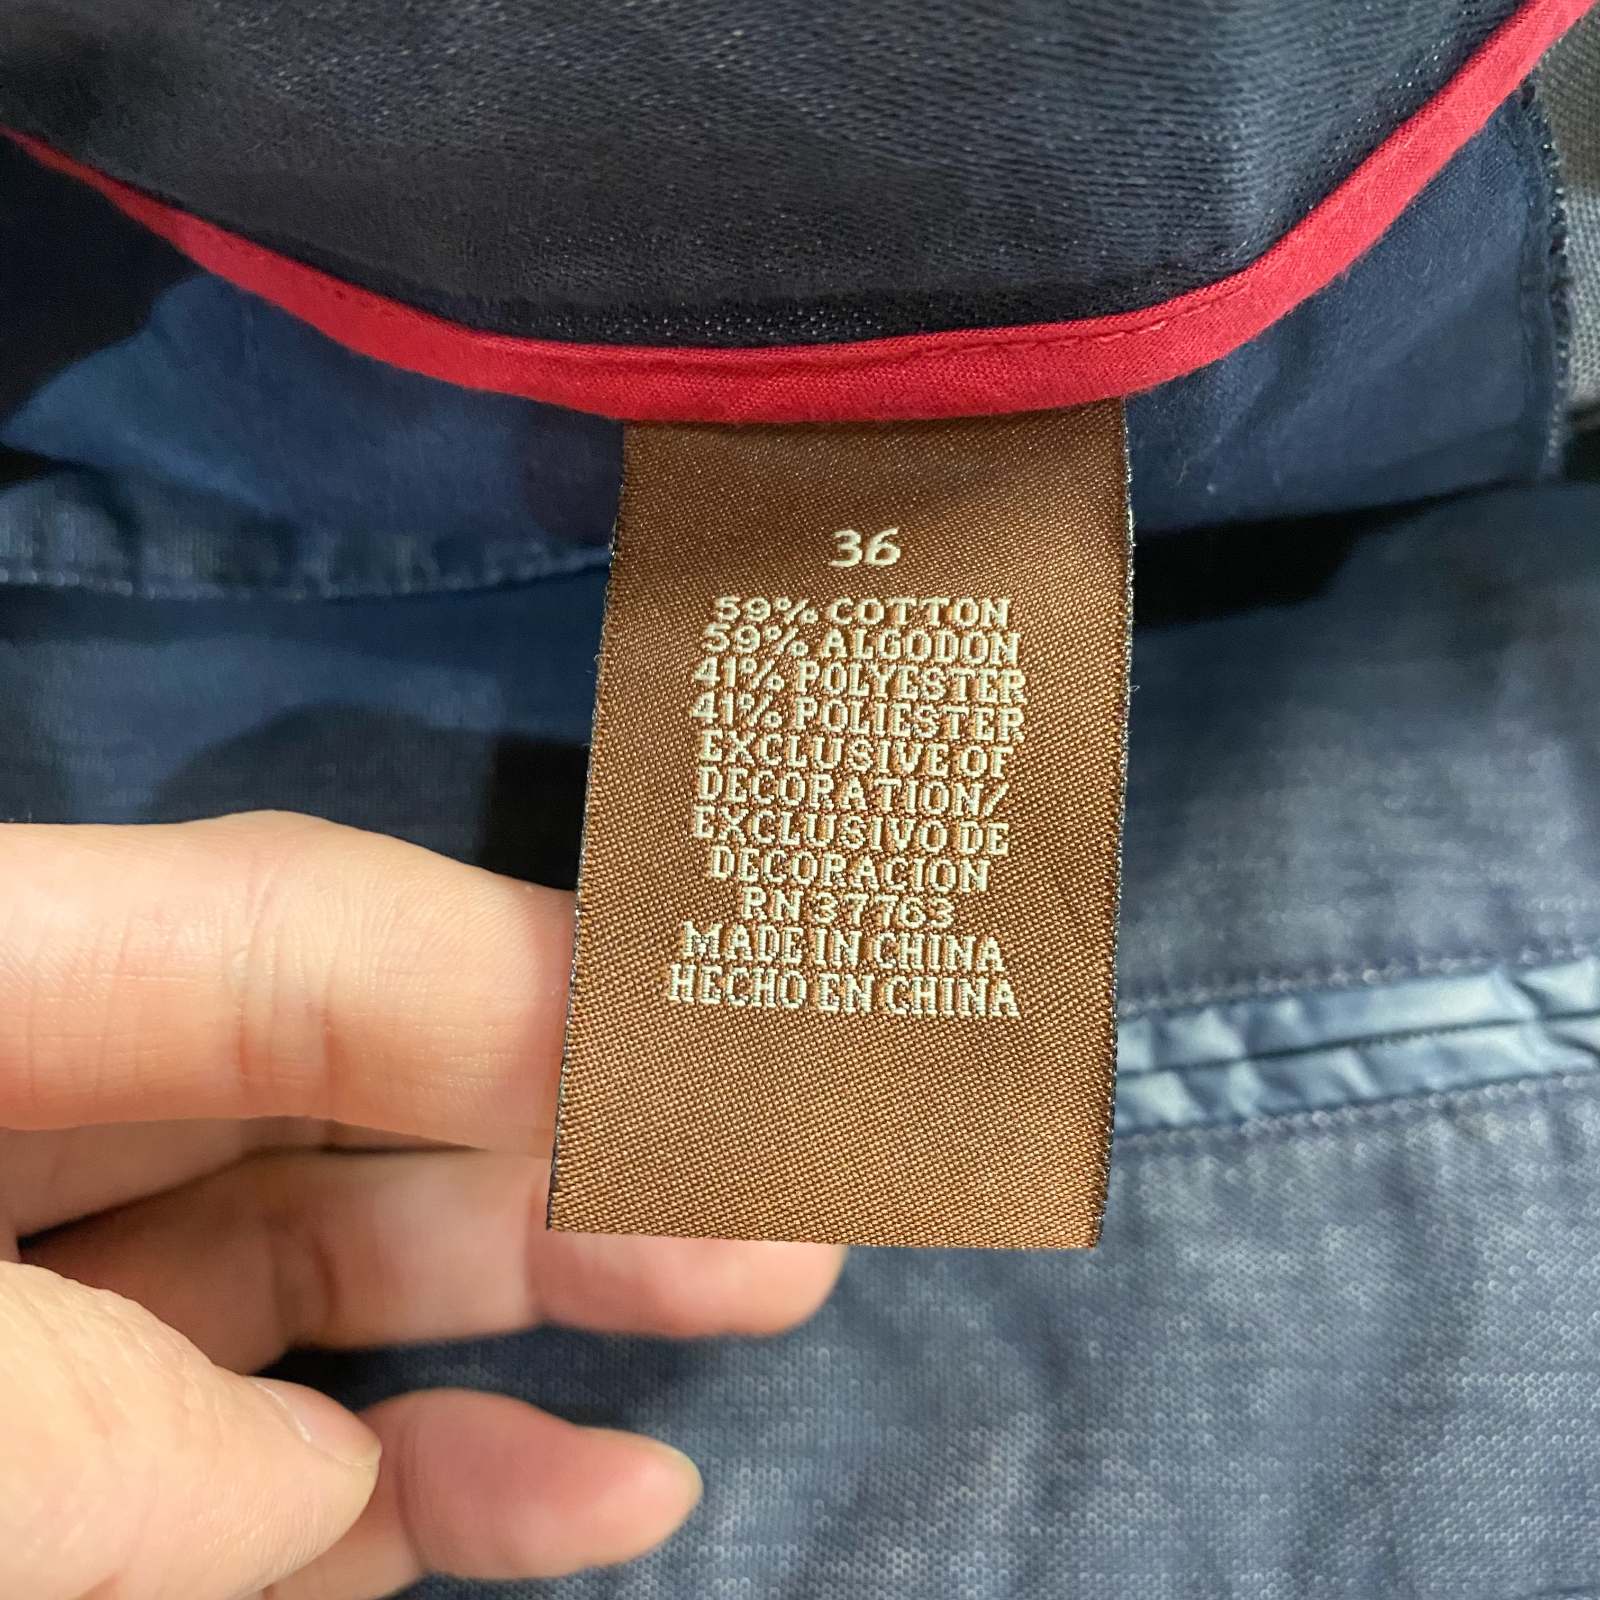 36
59% COTTON
59% ALGODON
41% POLYESTER
41% POLIESTER
EXCLUSIVE OF
DECORATION/
EXCLUSIVO DE
DECORACION
RN 37763
MADE IN CHINA
HECHO EN CHINA